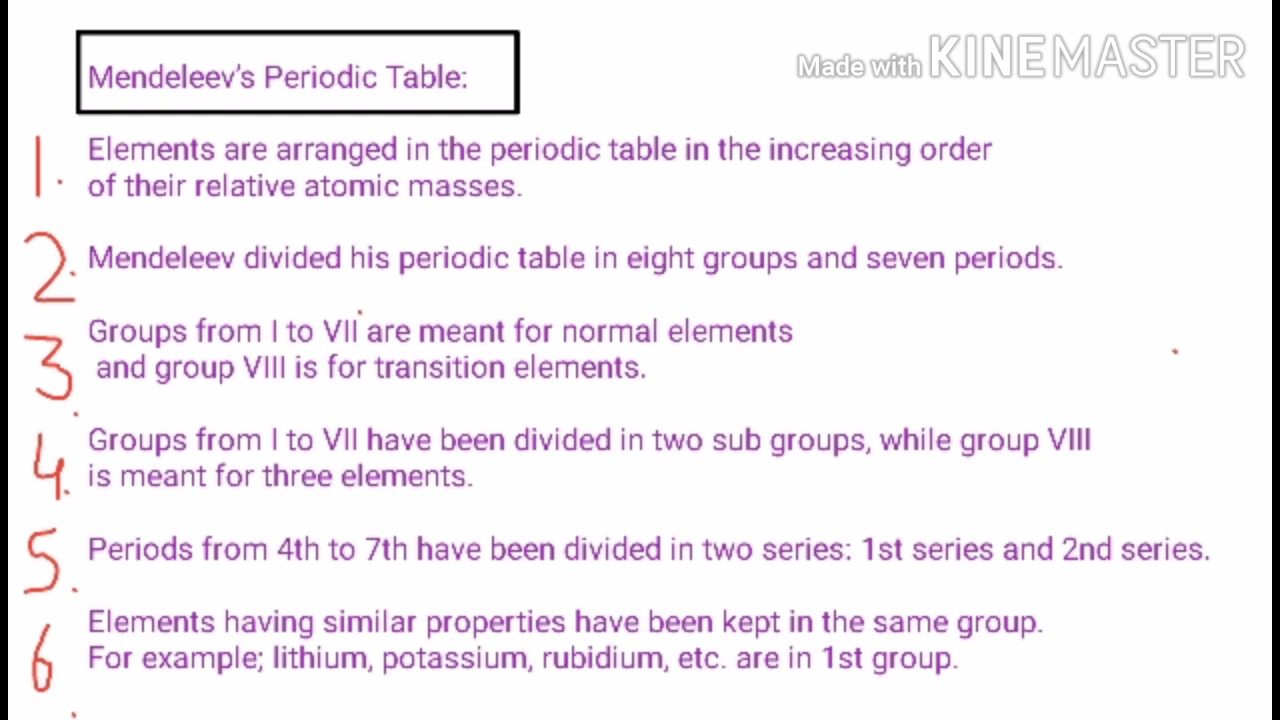 Made with KINEMASTER
Mendeleev's Periodic Table:
1. Elements are arranged in the periodic table in the increasing order
of their relative atomic masses.
2. Mendeleev divided his periodic table in eight groups and seven periods.
3. Groups from I to VII are meant for normal elements
and group VIII is for transition elements.
4. Groups from I to VII have been divided in two sub groups, while group VIII
is meant for three elements.
5. Periods from 4th to 7th have been divided in two series: 1st series and 2nd series.
6. Elements having similar properties have been kept in the same group.
For example; lithium, potassium, rubidium, etc. are in 1st group.